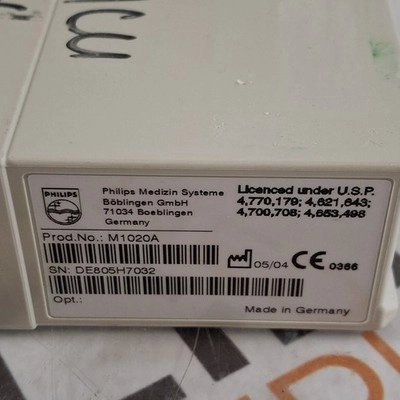 PHILIPS
Philips Medizin Systeme
Böblingen GmbH
71034 Boeblingen
Germany
Licenced under U.S.P.
4,770,179; 4,621,643;
4,700,708; 4,653,498
Prod.No.: M1020A
05/04 CE 0366
SN: DE805H7032
Opt.:
Made in Germany